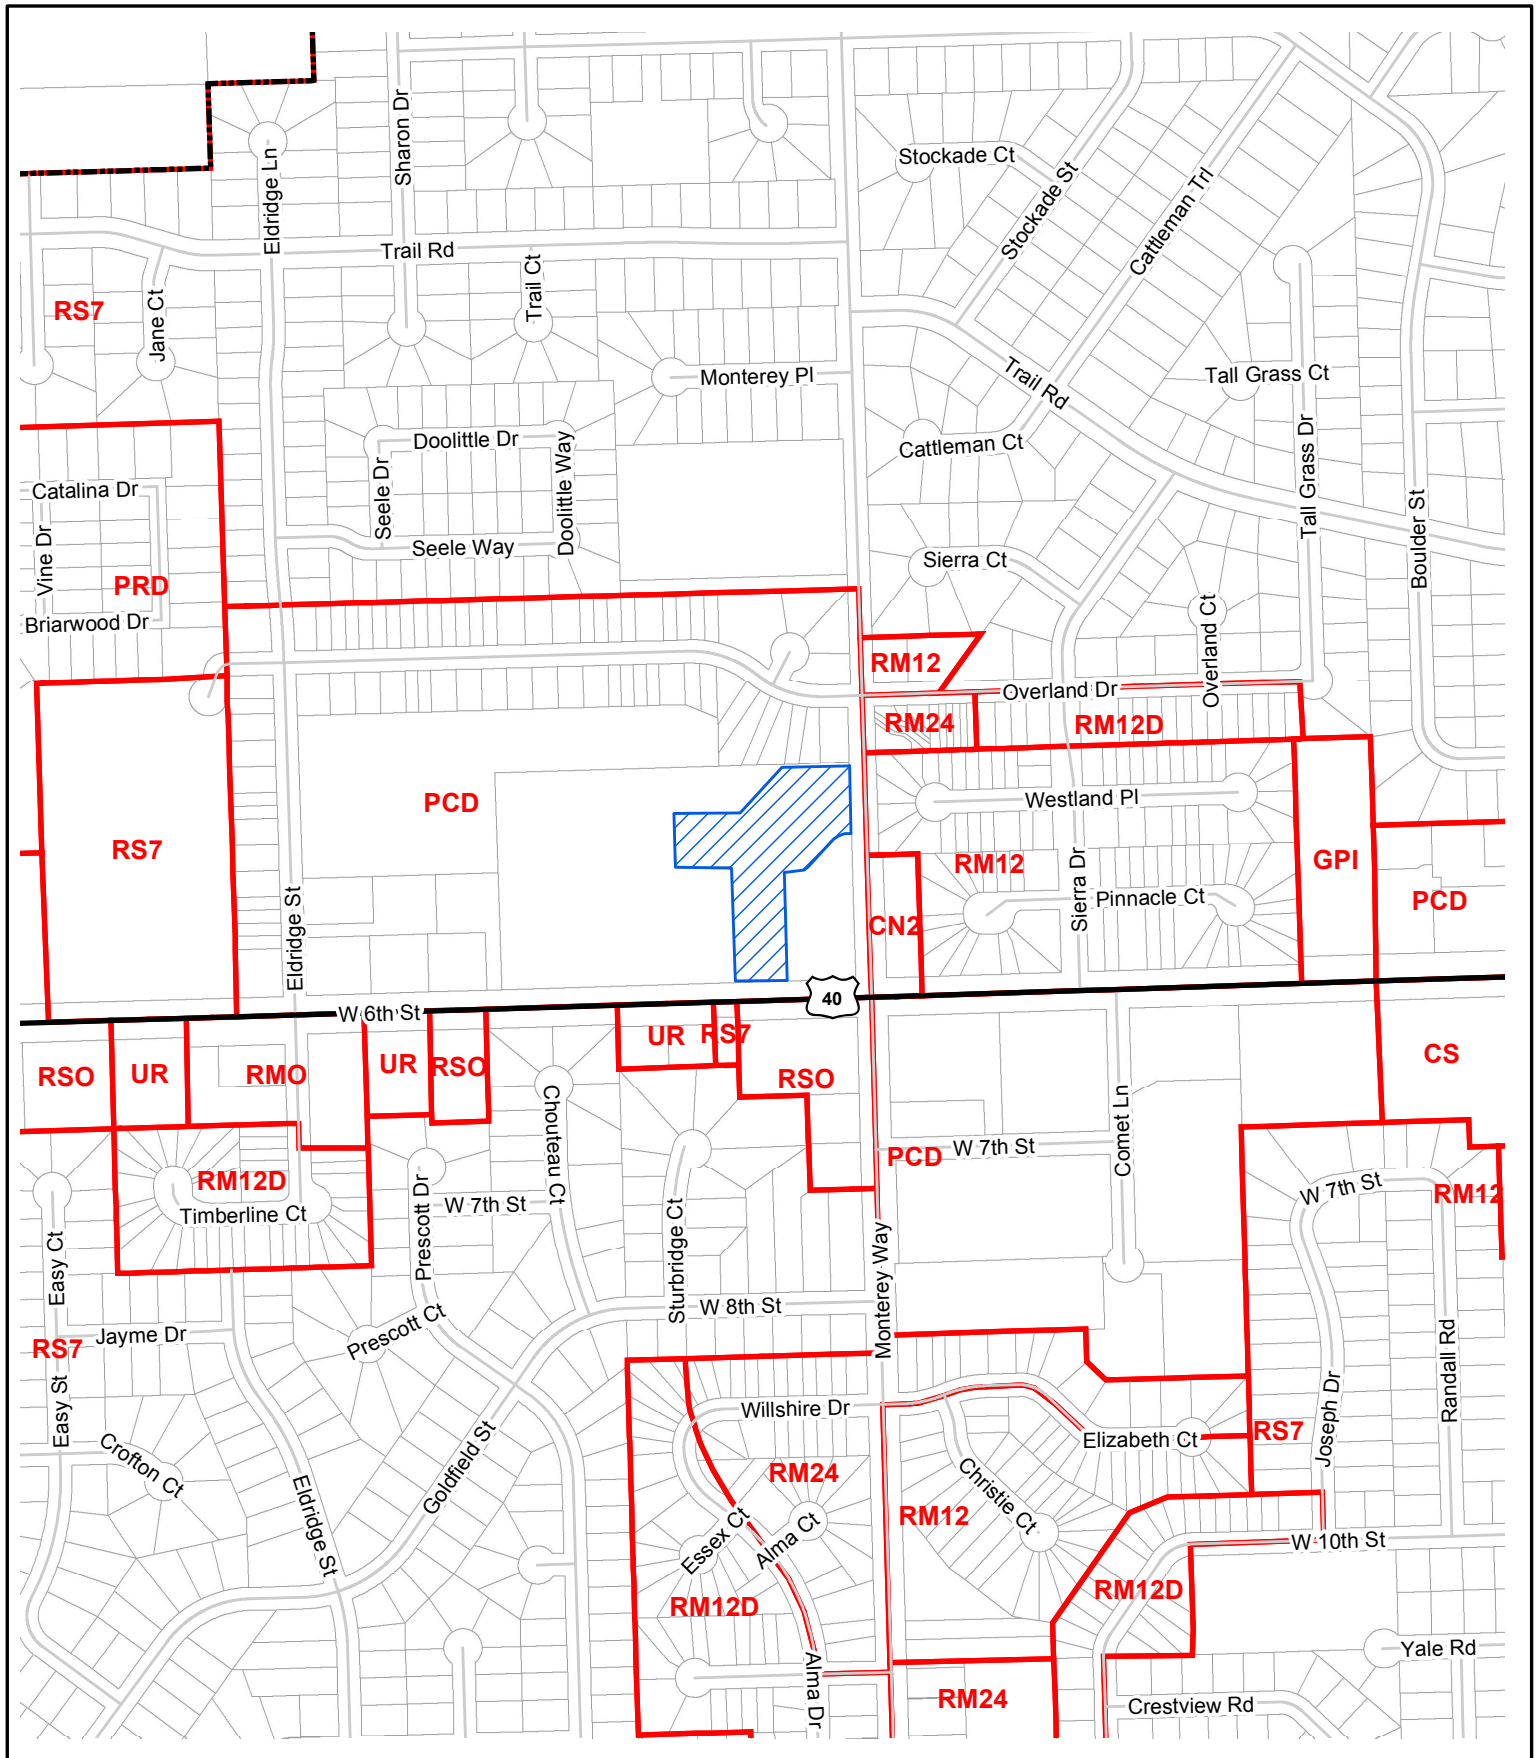 Sharon Dr
Eldridge Ln
Stockade Ct
Stockade St
Cattleman Trl
Trail Rd
Trail Ct
Jane Ct
RS7
Monterey Pl
Trail Rd
Tall Grass Ct
Doolittle Dr
Doolittle Way
Seele Dr
Seele Way
Cattleman Ct
Tall Grass Dr
Boulder St
Catalina Dr
Vine Dr
PRD
Briarwood Dr
Sierra Ct
Overland Ct
RM12
Overland Dr
RM24
RM12D
PCD
Westland Pl
RS7
RM12
GPI
Sierra Dr
Pinnacle Ct
PCD
CN2
Eldridge St
40
W 6th St
UR
RS7
RSO
UR
RMO
UR
RSO
RSO
CS
Chouteau Ct
Comet Ln
W 7th St
PCD
RM12D
Timberline Ct
Prescott Dr
W 7th St
W 7th St
RM12
Easy Ct
Sturbridge Ct
Monterey Way
W 8th St
Jayme Dr
RS7
Prescott Ct
Easy St
Randall Rd
Joseph Dr
Willshire Dr
Elizabeth Ct
RS7
Crofton Ct
Goldfield St
Eldridge St
RM24
Christie Ct
RM12
Essex Ct
Alma Ct
W 10th St
RM12D
RM12D
Yale Rd
Alma Dr
RM24
Crestview Rd